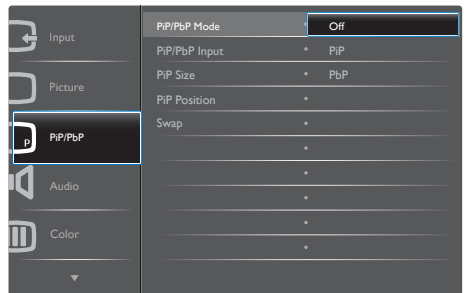 Input
Picture
P
PiP/PbP
Audio
Color
PiP/PbP Mode
Off
PiP/PbP Input
PiP
PiP Size
PbP
PiP Position
Swap